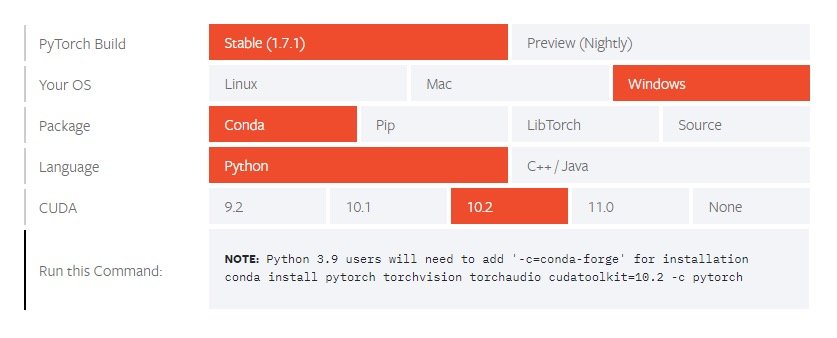 PyTorch Build Stable (1.7.1) Preview (Nightly)
Your OS Linux Mac Windows
Package Conda Pip LibTorch Source
Language Python C++ / Java
CUDA 9.2 10.1 10.2 11.0 None
NOTE: Python 3.9 users will need to add '-c=conda-forge' for installation
Run this Command:
conda install pytorch torchvision torchaudio cudatoolkit=10.2 -c pytorch